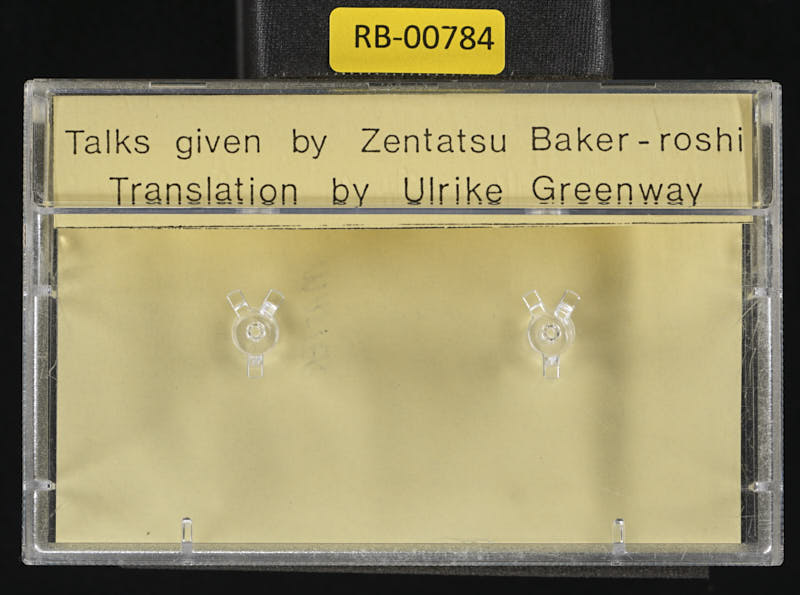 RB-00784
Talks given by Zentatsu Baker-roshi
Translation by Ulrike Greenway